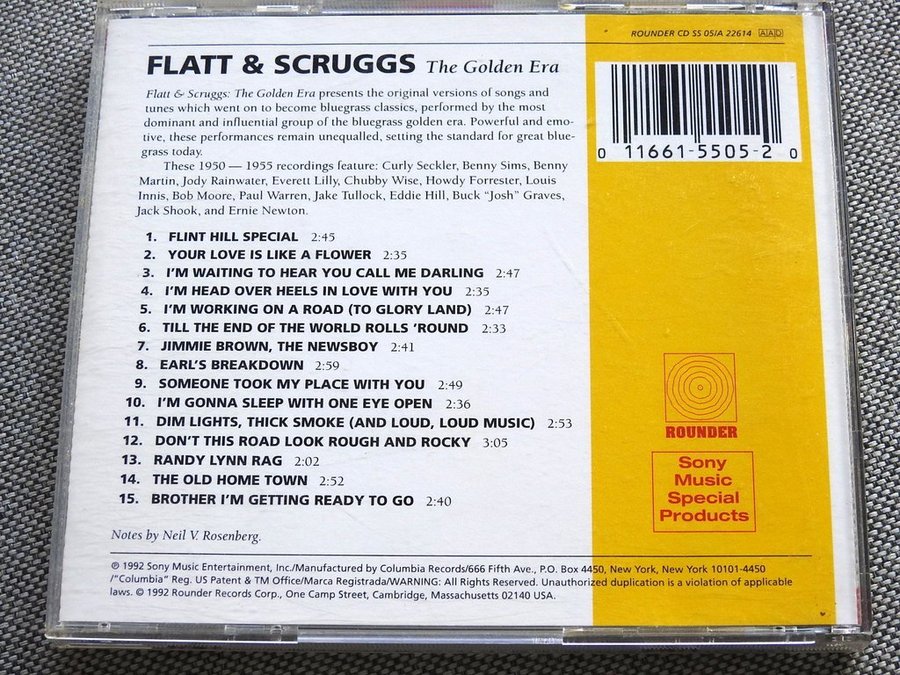 ROUNDER CD SS 05/A 22614 AAD
FLATT & SCRUGGS The Golden Era
Flatt & Scruggs: The Golden Era presents the original versions of songs and
tunes which went on to become bluegrass classics, performed by the most
dominant and influential group of the bluegrass golden era. Powerful and emo-
tive, these performances remain unequalled, setting the standard for great blue-
grass today.
These 1950 — 1955 recordings feature: Curly Seckler, Benny Sims, Benny
Martin, Jody Rainwater, Everett Lilly, Chubby Wise, Howdy Forrester, Louis
Innis, Bob Moore, Paul Warren, Jake Tullock, Eddie Hill, Buck “Josh” Graves,
Jack Shook, and Ernie Newton.
0 11661-5505-2 0
1. FLINT HILL SPECIAL 2:45
2. YOUR LOVE IS LIKE A FLOWER 2:35
3. I'M WAITING TO HEAR YOU CALL ME DARLING 2:47
4. I'M HEAD OVER HEELS IN LOVE WITH YOU 2:35
5. I'M WORKING ON A ROAD (TO GLORY LAND) 2:47
6. TILL THE END OF THE WORLD ROLLS ’ROUND 2:33
7. JIMMIE BROWN, THE NEWSBOY 2:41
8. EARL'S BREAKDOWN 2:59
9. SOMEONE TOOK MY PLACE WITH YOU 2:49
10. I'M GONNA SLEEP WITH ONE EYE OPEN 2:36
11. DIM LIGHTS, THICK SMOKE (AND LOUD, LOUD MUSIC) 2:53
12. DON'T THIS ROAD LOOK ROUGH AND ROCKY 3:05
13. RANDY LYNN RAG 2:02
14. THE OLD HOME TOWN 2:52
15. BROTHER I'M GETTING READY TO GO 2:40
ROUNDER
Sony
Music
Special
Products
Notes by Neil V. Rosenberg.
℗ 1992 Sony Music Entertainment, Inc./Manufactured by Columbia Records/666 Fifth Ave., P.O. Box 4450, New York, New York 10101-4450
/“Columbia” Reg. US Patent & TM Office/Marca Registrada/WARNING: All Rights Reserved. Unauthorized duplication is a violation of applicable
laws. © 1992 Rounder Records Corp., One Camp Street, Cambridge, Massachusetts 02140 USA.